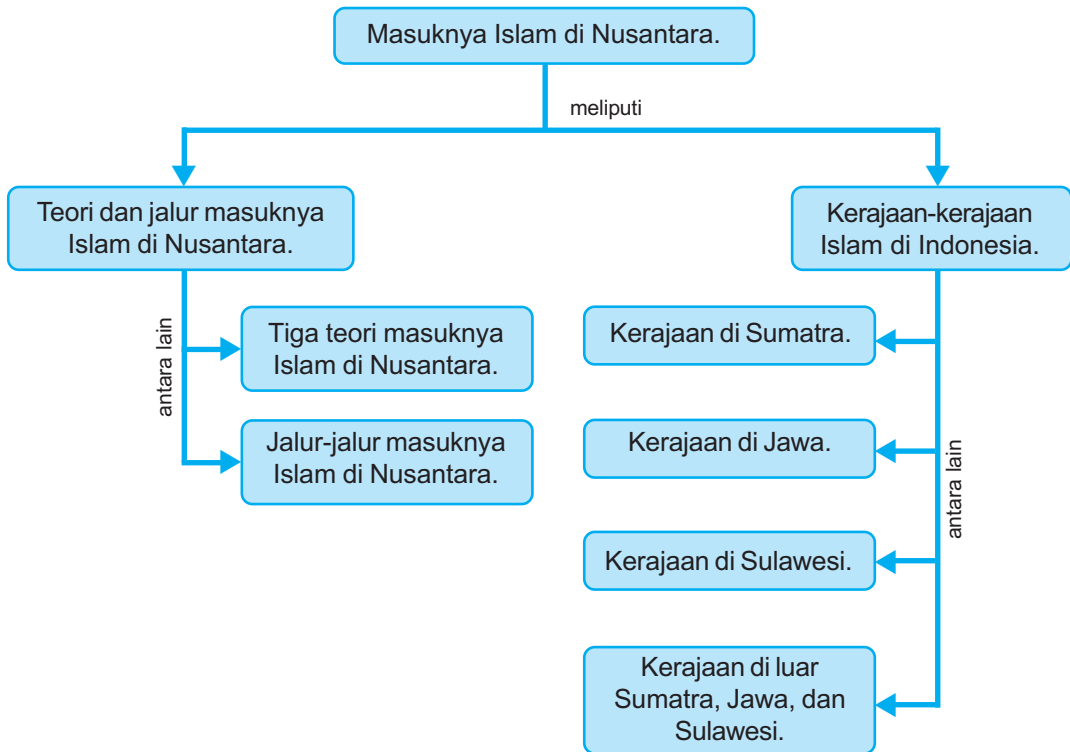 Masuknya Islam di Nusantara.
meliputi
Teori dan jalur masuknya
Islam di Nusantara.
antara lain
Tiga teori masuknya
Islam di Nusantara.
Jalur-jalur masuknya
Islam di Nusantara.
Kerajaan-kerajaan
Islam di Indonesia.
antara lain
Kerajaan di Sumatra.
Kerajaan di Jawa.
Kerajaan di Sulawesi.
Kerajaan di luar
Sumatra, Jawa, dan
Sulawesi.